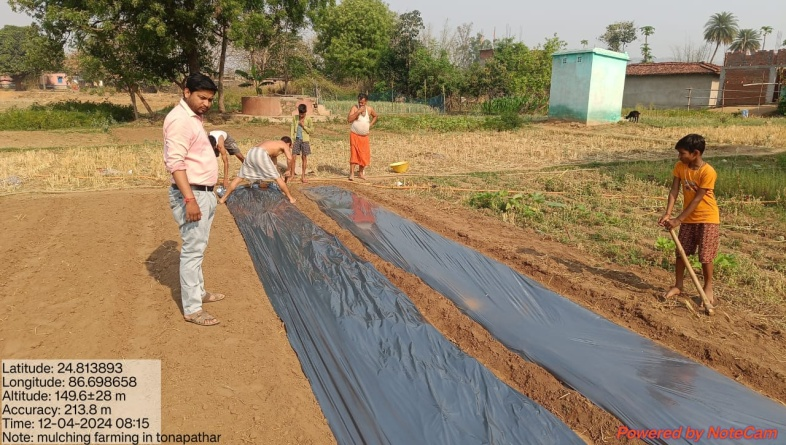 Latitude: 24.813893
Longitude: 86.698658
Altitude: 149.6±28 m
Accuracy: 213.8 m
Time: 12-04-2024 08:15
Note: mulching farming in tonapathar
Powered by NoteCam